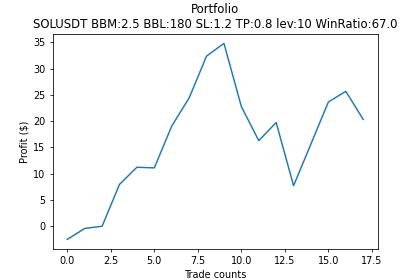 Portfolio
SOLUSDT BBM:2.5 BBL:180 SL:1.2 TP:0.8 lev:10 WinRatio:67.0
35
30
25
20
15
10
5
0
Profit ($)
0.0 2.5 5.0 7.5 10.0 12.5 15.0 17.5
Trade counts